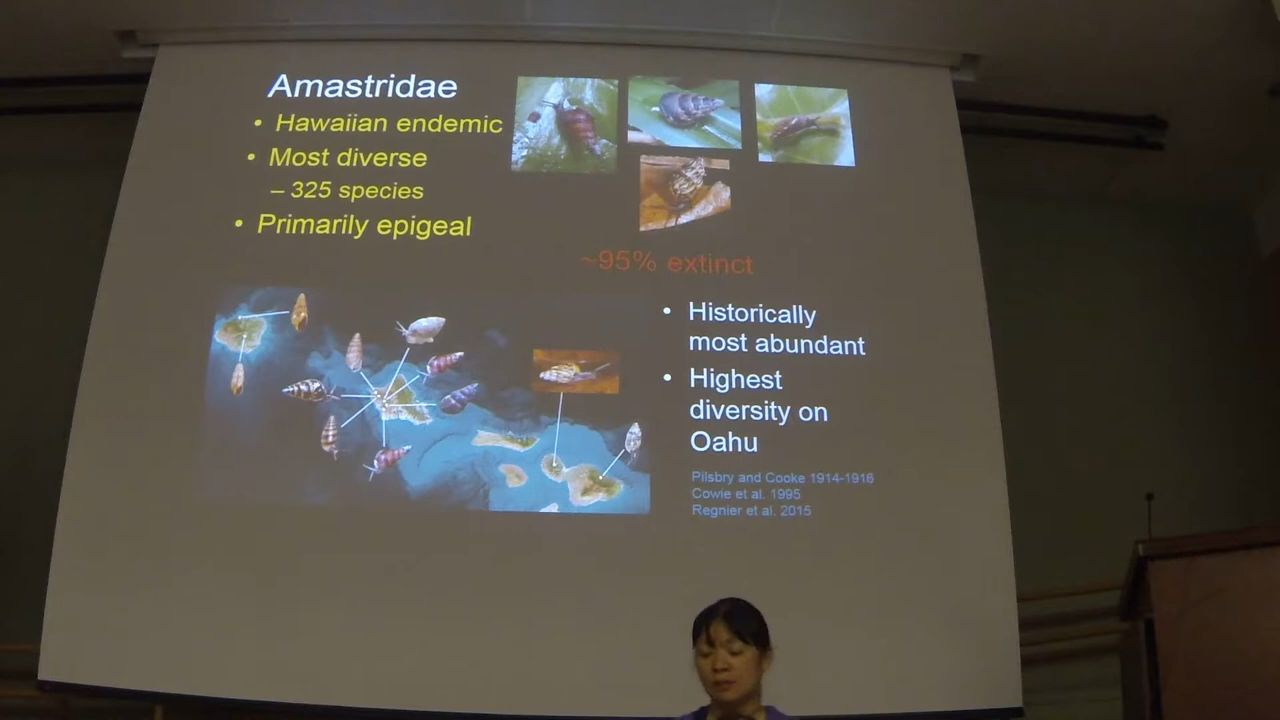 Amastridae
• Hawaiian endemic
• Most diverse
– 325 species
• Primarily epigeal
~95% extinct
• Historically
most abundant
• Highest
diversity on
Oahu
Pilsbry and Cooke 1914-1916
Cowie et al. 1995
Regnier et al. 2015